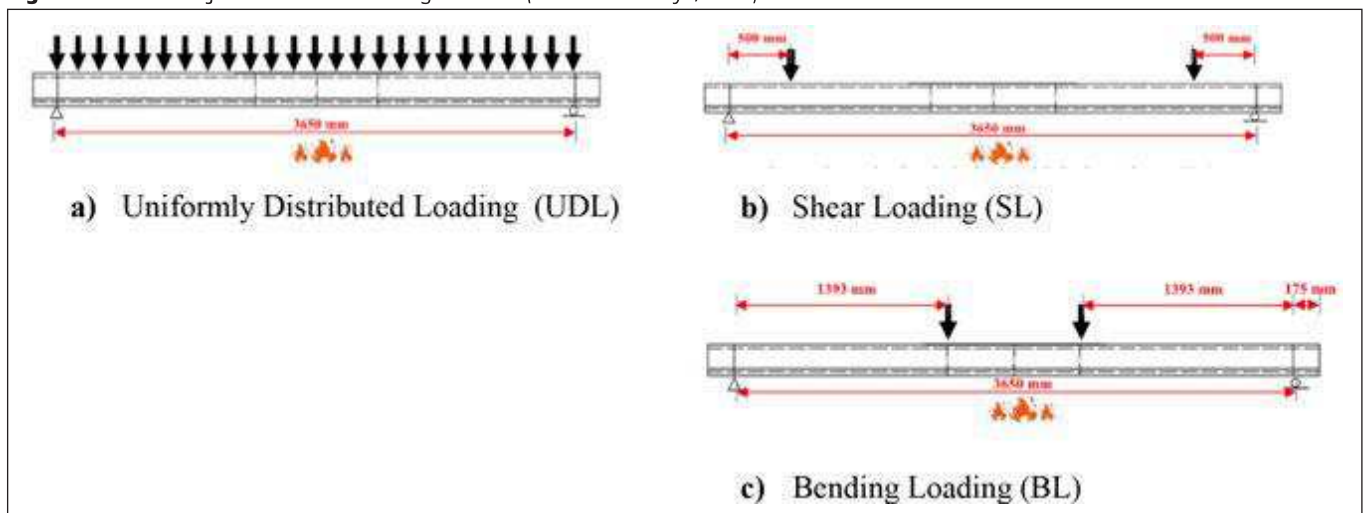 500 mm
500 mm
3650 mm
3650 mm
a) Uniformly Distributed Loading (UDL)
b) Shear Loading (SL)
1393 mm
1393 mm
175 mm
3650 mm
c) Bending Loading (BL)